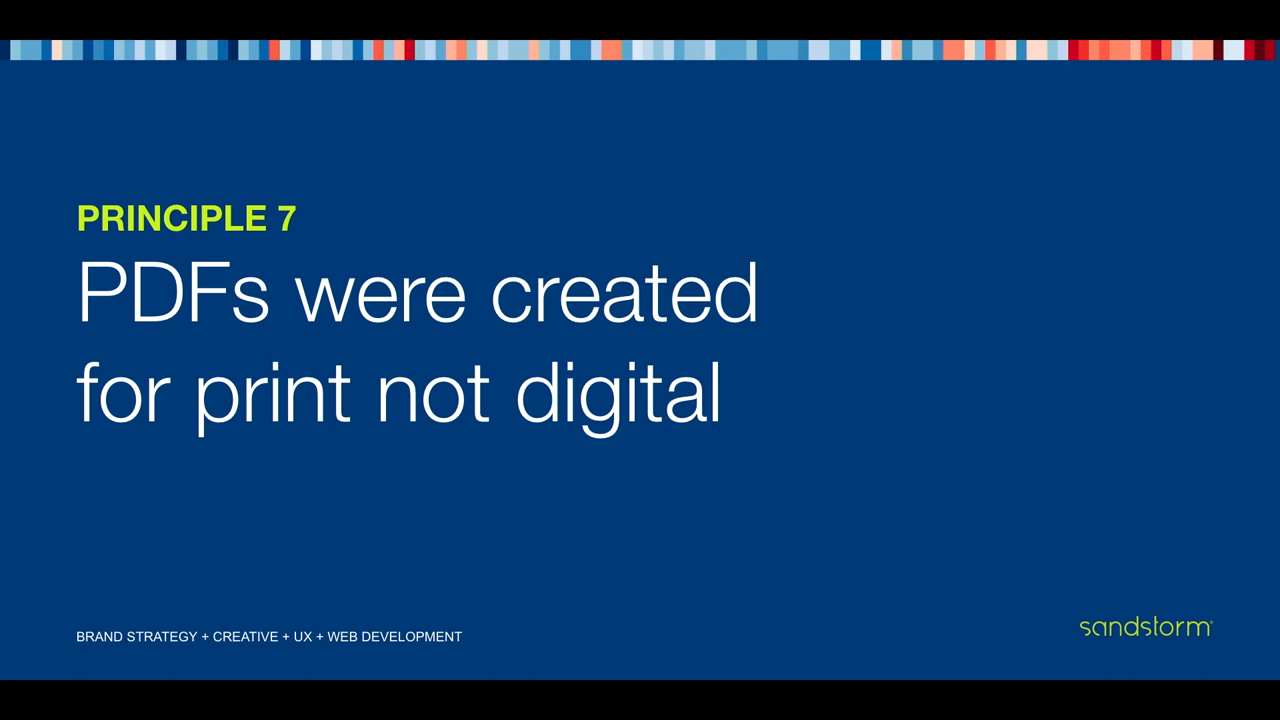 PRINCIPLE 7
PDFs were created
for print not digital
BRAND STRATEGY + CREATIVE + UX + WEB DEVELOPMENT
sandstorm